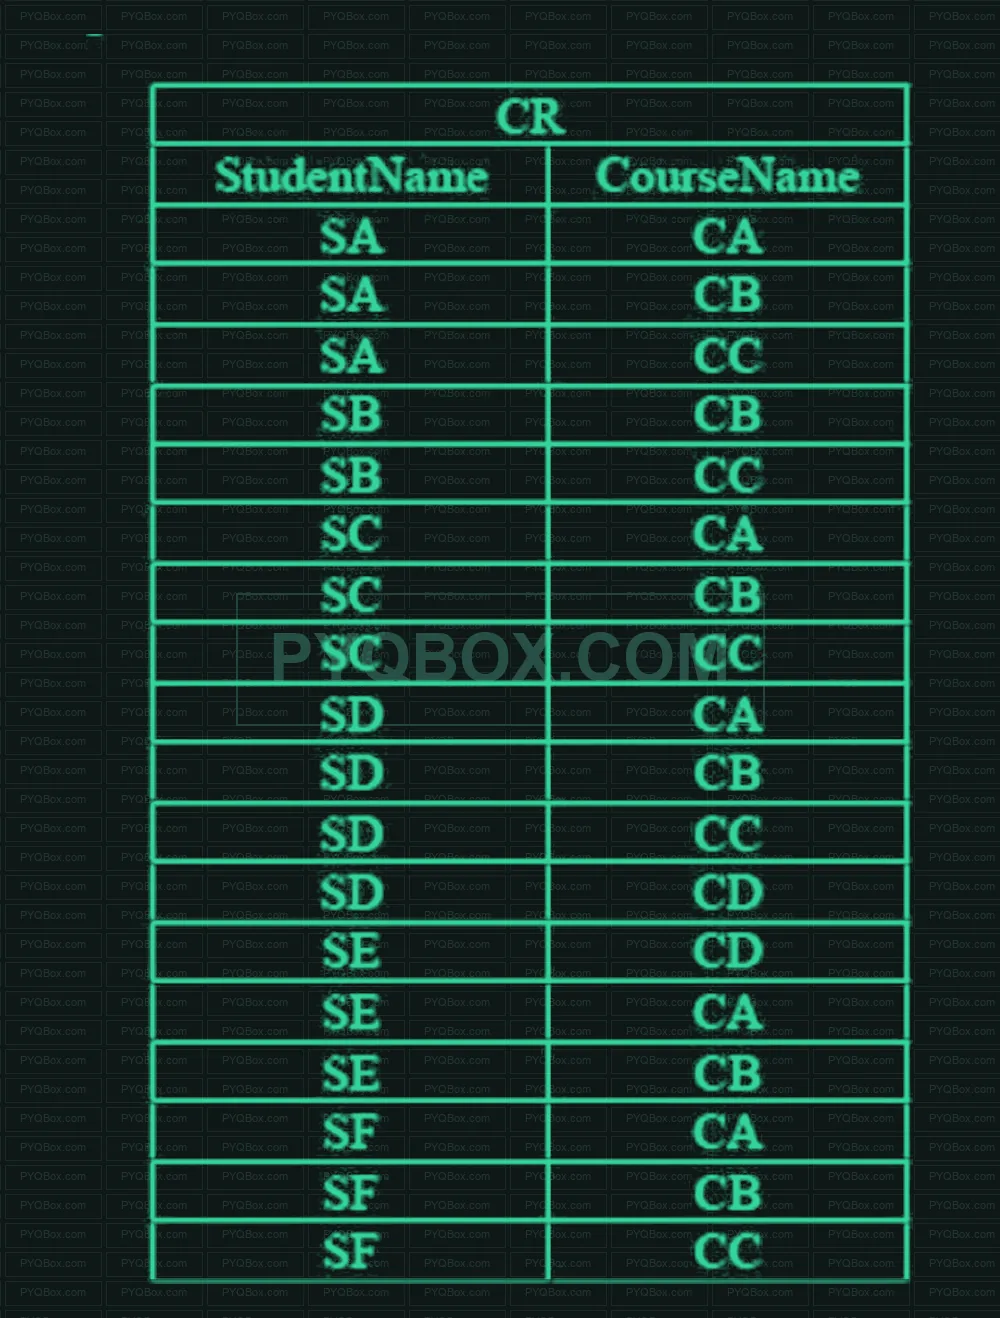 CR
StudentName CourseName
SA CA
SA CB
SA CC
SB CB
SB CC
SC CA
SC CB
SC CC
PYQBOX.COM
SD CA
SD CB
SD CC
SD CD
SE CD
SE CA
SE CB
SF CA
SF CB
SF CC